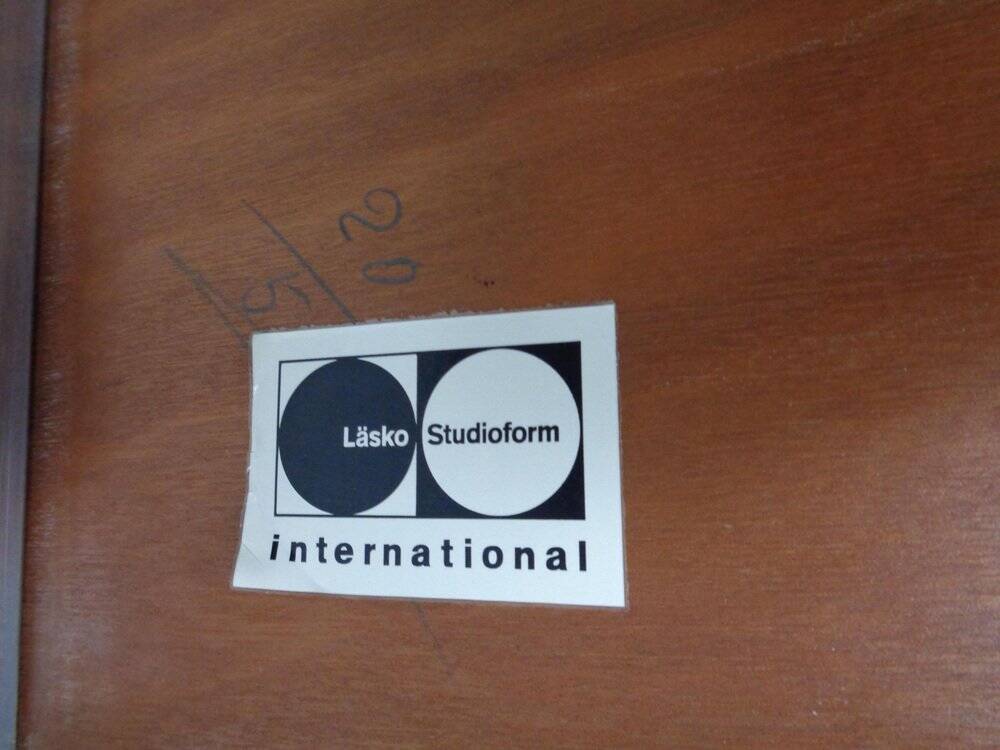 20
5
Läsko Studioform
international